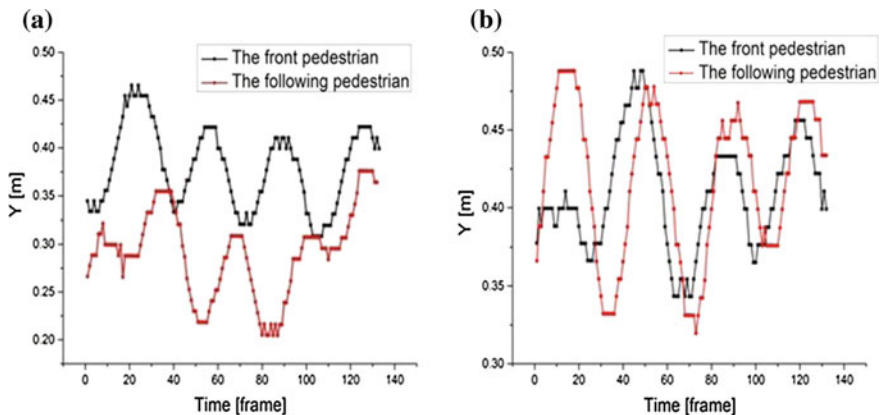 (a)
The front pedestrian
The following pedestrian
0.50
0.45
0.40
0.35
0.30
0.25
0.20
Y [m]
0 20 40 60 80 100 120 140
Time [frame]
(b)
The front pedestrian
The following pedestrian
0.50
0.45
0.40
0.35
0.30
Y [m]
0 20 40 60 80 100 120 140
Time [frame]